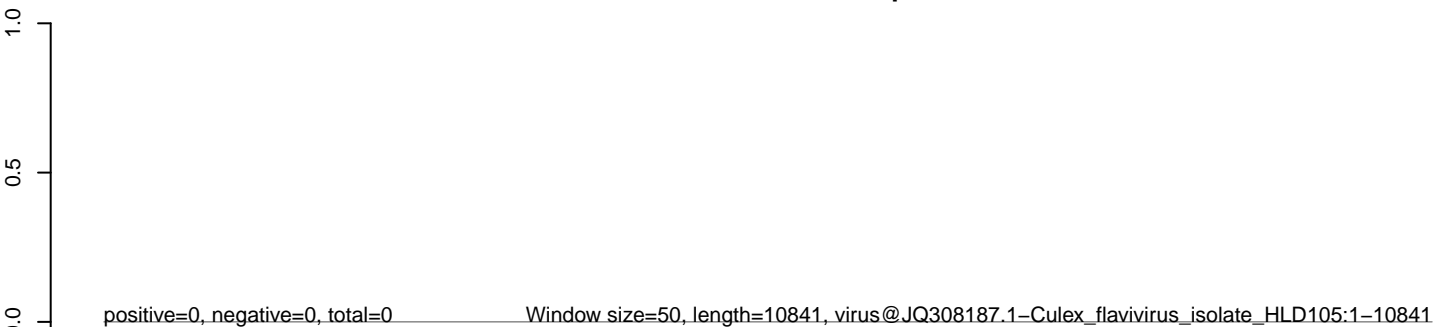 1.0
0.5
0.0
positive=0, negative=0, total=0
Window size=50, length=10841, virus@JQ308187.1−Culex_flavivirus_isolate_HLD105:1−10841